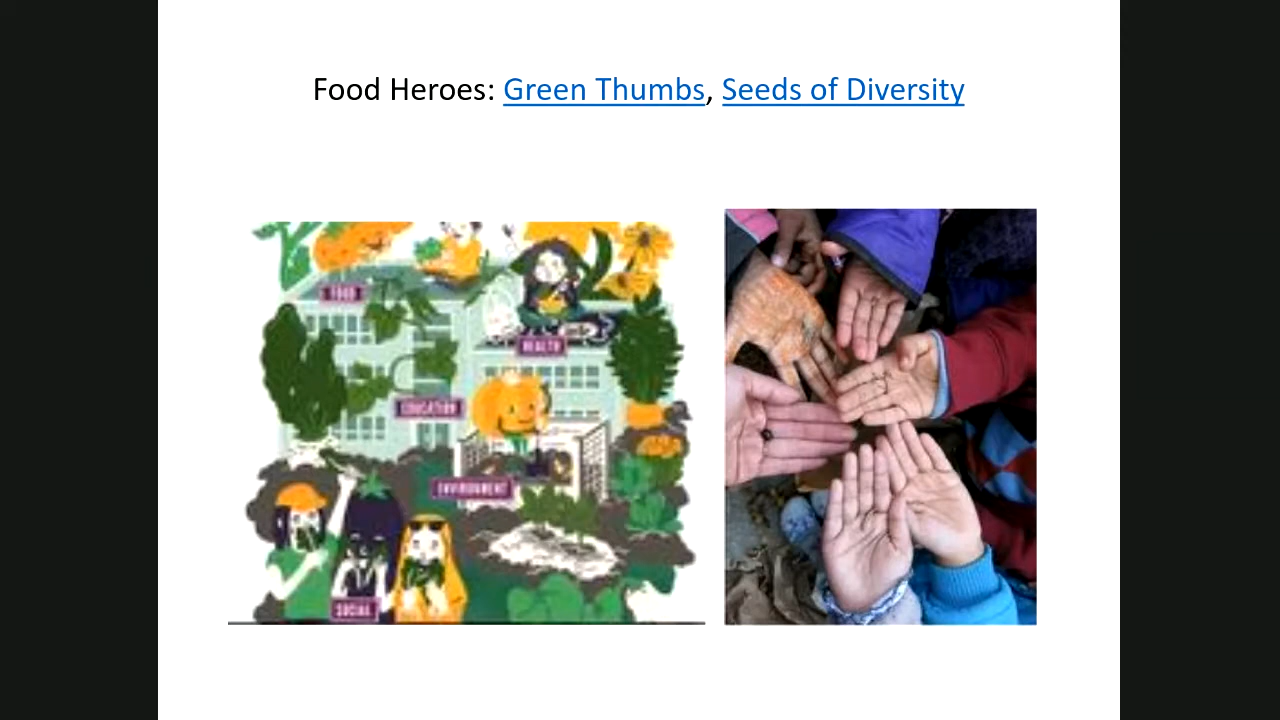 Food Heroes: Green Thumbs, Seeds of Diversity
FOOD
HEALTH
EDUCATION
ENVIRONMENT
SOCIAL